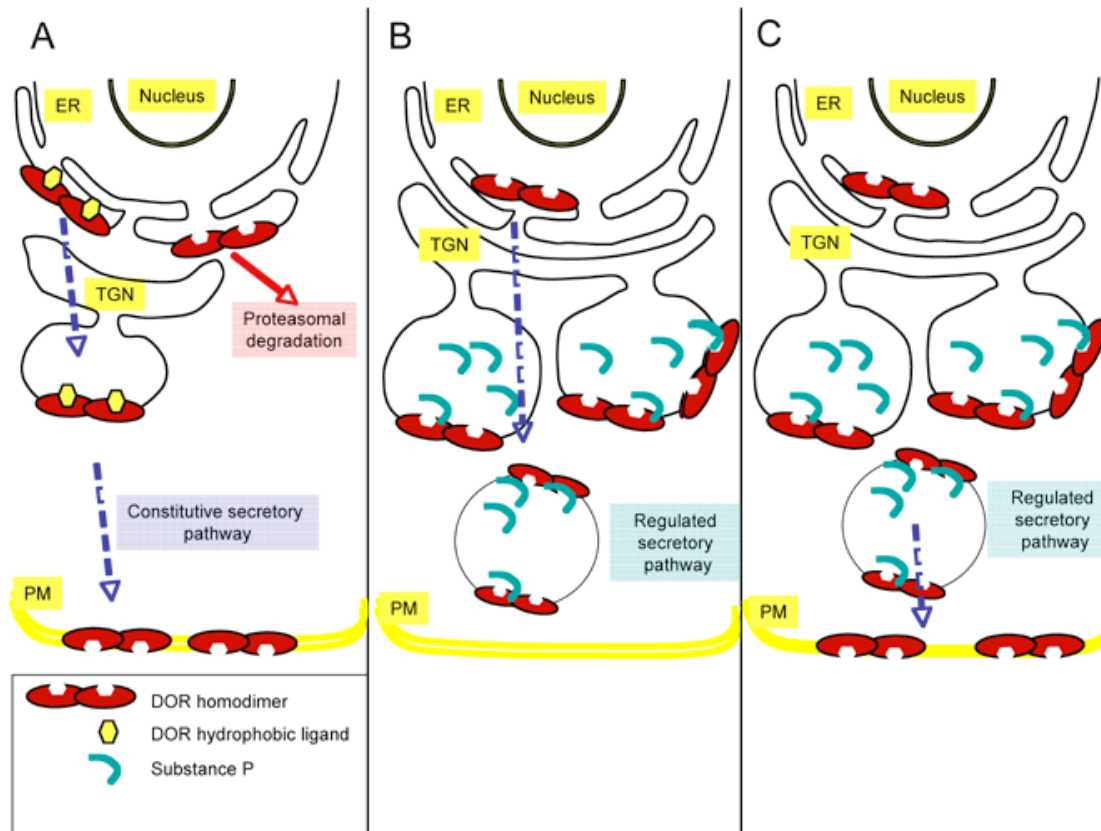 A
ER
Nucleus
TGN
Proteasomal
degradation
Constitutive secretory
pathway
PM
DOR homodimer
DOR hydrophobic ligand
Substance P
B
ER
Nucleus
TGN
Regulated
secretory
pathway
PM
C
ER
Nucleus
TGN
Regulated
secretory
pathway
PM